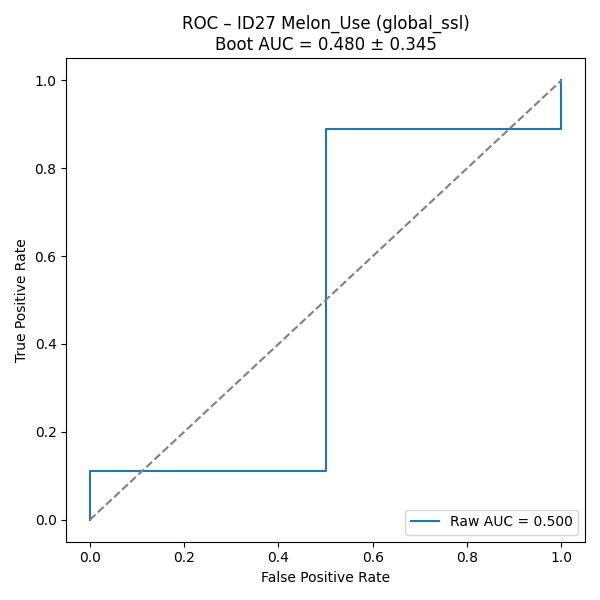 ROC – ID27 Melon_Use (global_ssl)
Boot AUC = 0.480 ± 0.345
True Positive Rate
1.0
0.8
0.6
0.4
0.2
0.0
Raw AUC = 0.500
0.0 0.2 0.4 0.6 0.8 1.0
False Positive Rate